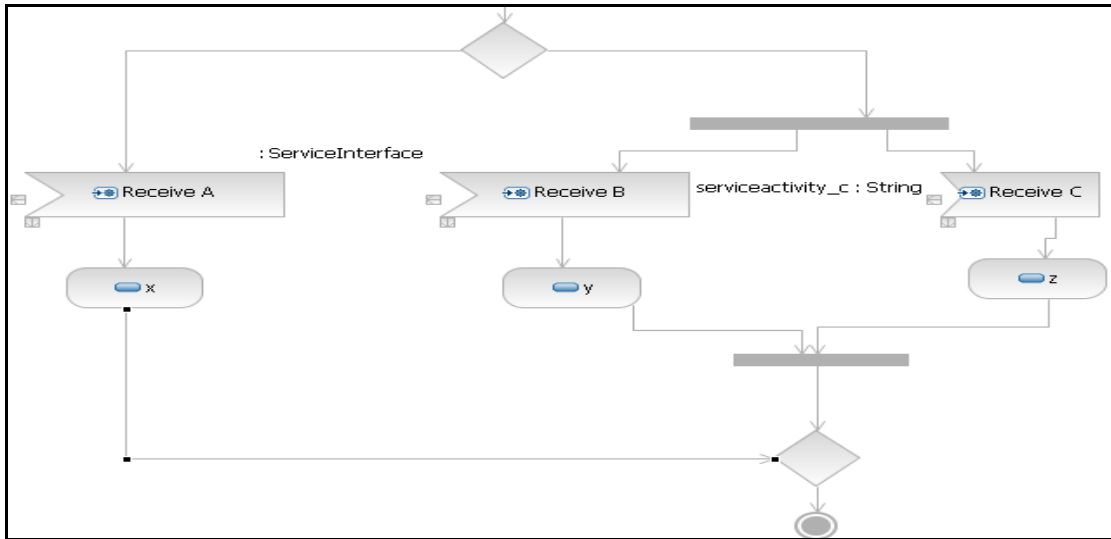 : ServiceInterface
Receive A
Receive B
serviceactivity_c : String
Receive C
x
y
z